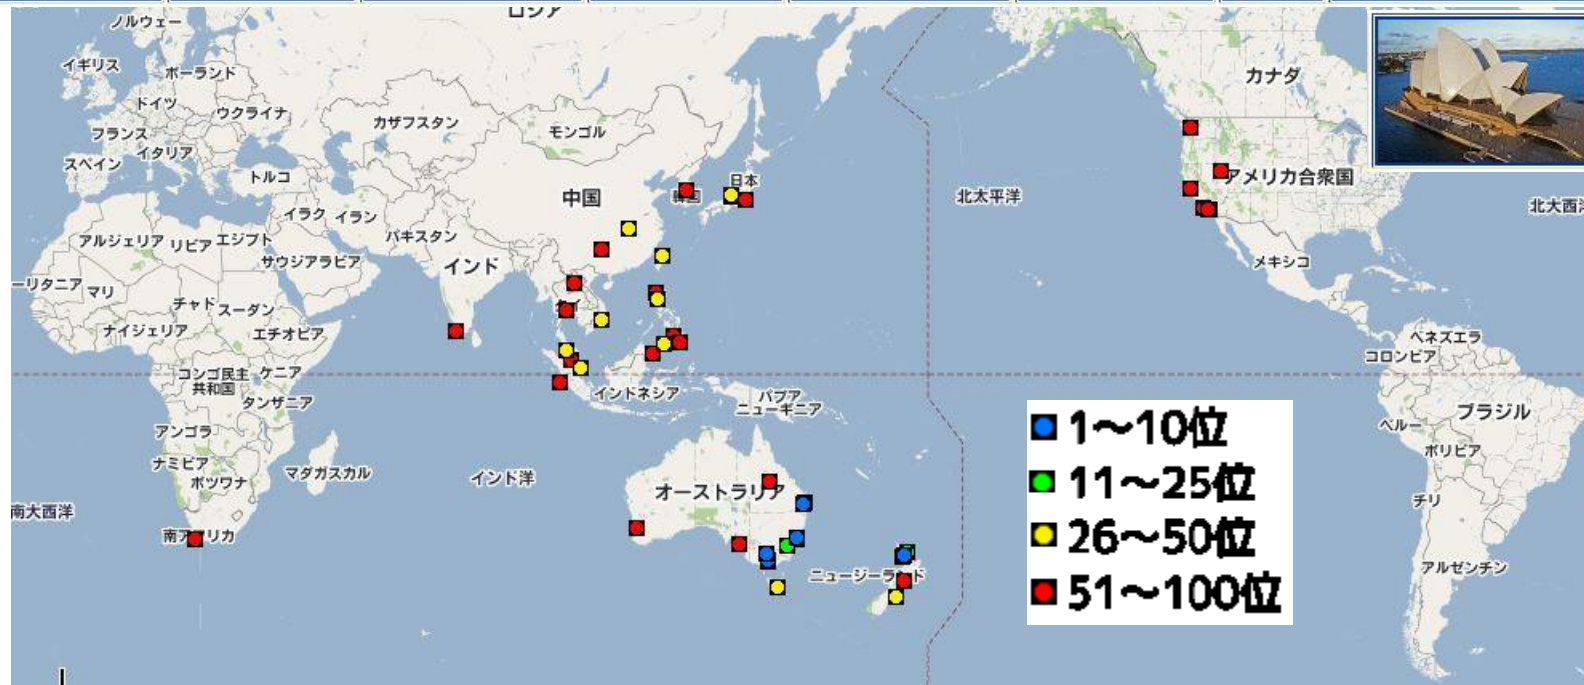 ロシア
ノルウェー
イギリス
ポーランド
カナダ
ドイツ
ウクライナ
カザフスタン
モンゴル
フランス
イタリア
スペイン
トルコ
日本
アメリカ合衆国
中国
韓国
北太平洋
イラク イラン
アルジェリア リビア エジプト
パキスタン
サウジアラビア
インド
メキシコ
ーリタニア マリ
チャド スーダン
タイ
ナイジェリア
エチオピア
ベネズエラ
コロンビア
コンゴ民主
共和国
ケニア
タンザニア
インドネシア
パプア
ニューギニア
ペルー
ブラジル
アンゴラ
ボリビア
ナミビア
ボツワナ
マダガスカル
インド洋
オーストラリア
チリ
南大西洋
南アフリカ
ニュージーランド
アルゼンチン
1～10位
11～25位
26～50位
51～100位